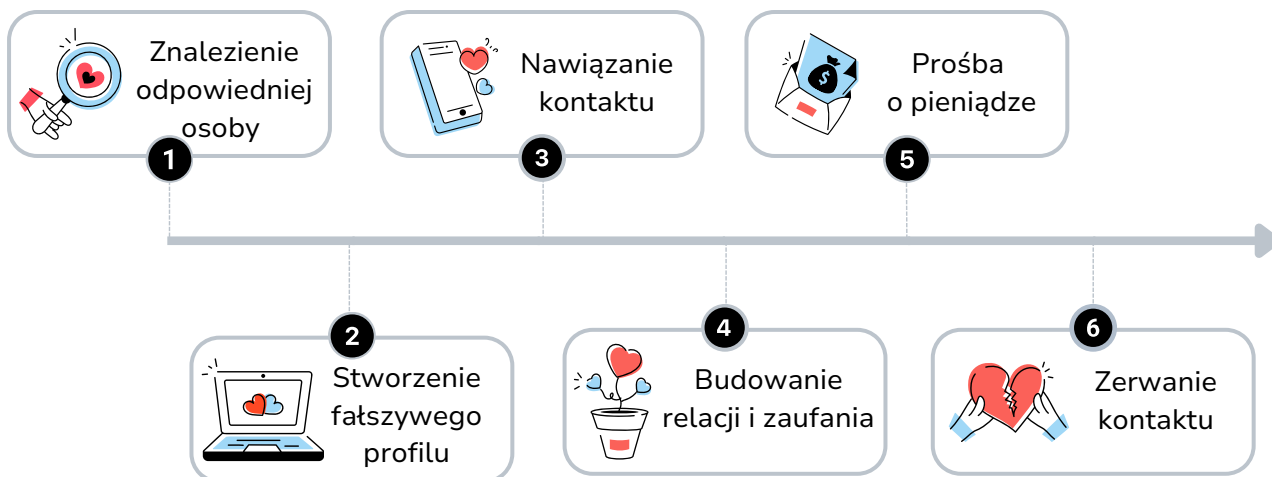 Znalezienie
odpowiedniej
osoby
1
Stworzenie
fałszywego
profilu
2
Nawiązanie
kontaktu
3
Budowanie
relacji i zaufania
4
$
Prośba
o pieniądze
5
Zerwanie
kontaktu
6